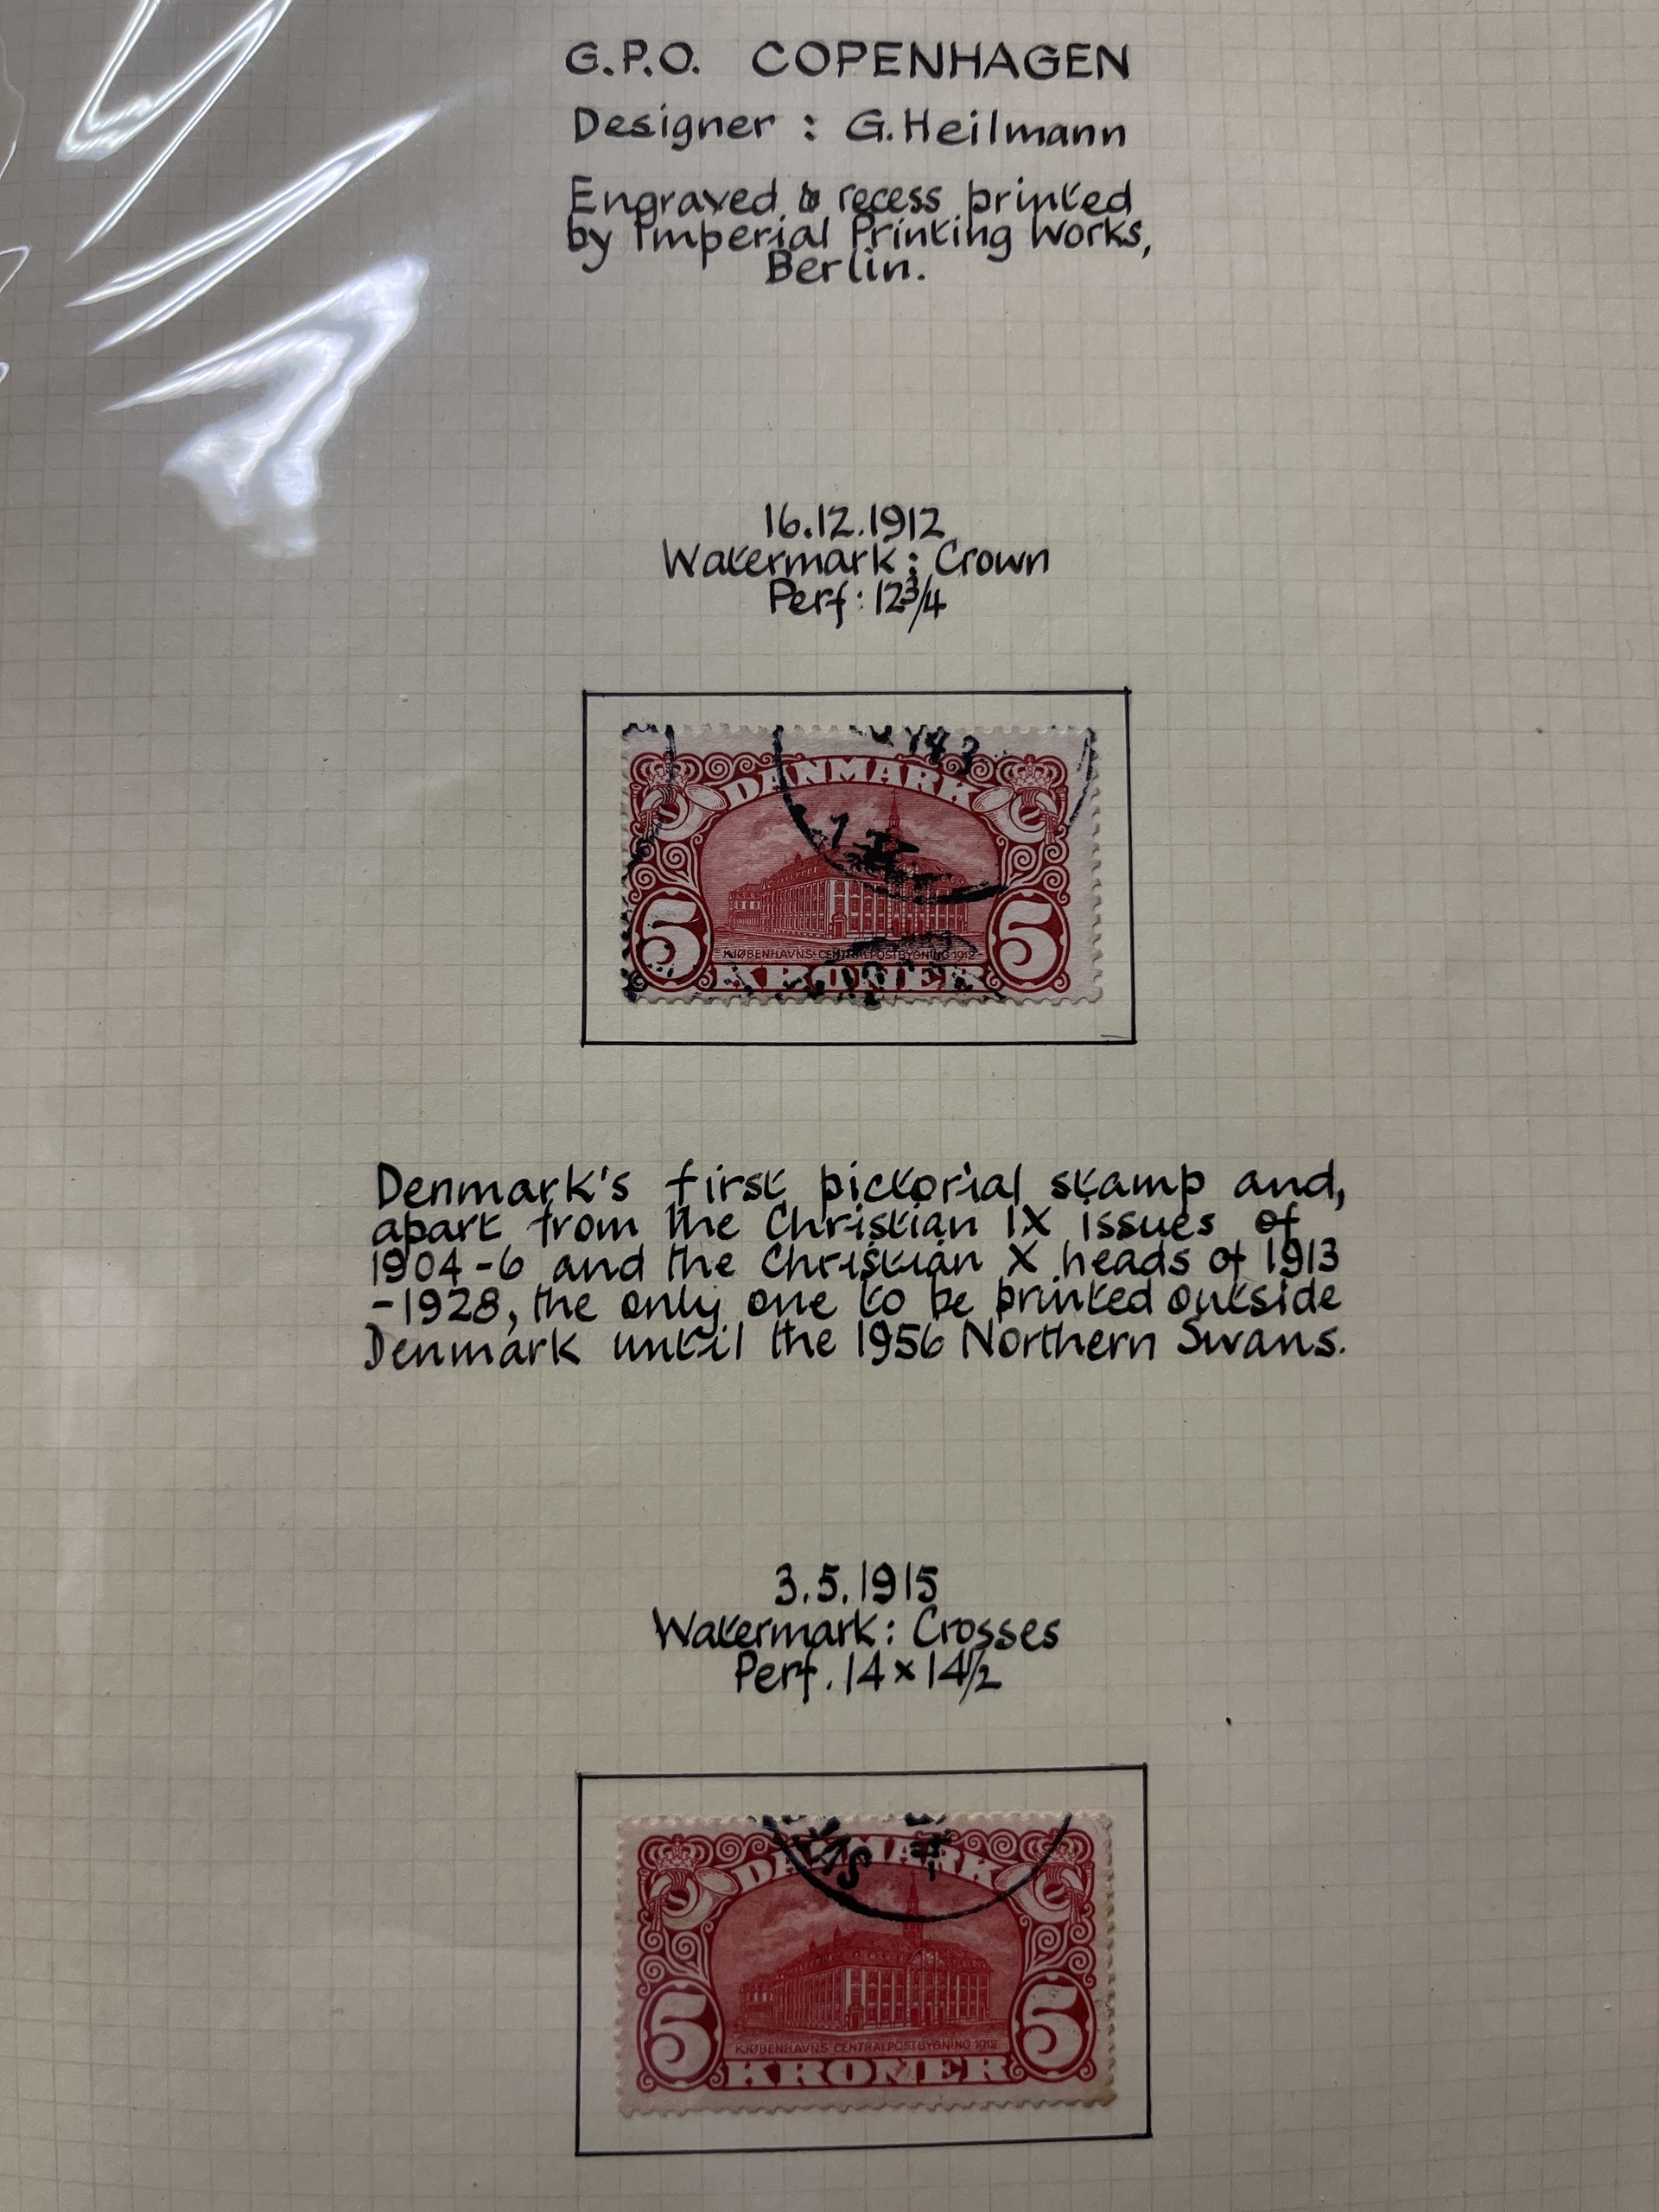 G.P.O. COPENHAGEN
Designer : G.Heilmann
Engraved & recess printed
by Imperial Printing Works,
Berlin.
16.12.1912
Watermark : Crown
Perf : 12¾
DANMARK
5 5
KJØBENHAVNS CENTRALPOSTBYGNING 1912
KRONER
Denmark's first pictorial stamp and,
apart from the Christian IX issues of
1904-6 and the Christian X heads of 1913
-1928, the only one to be printed outside
Denmark until the 1956 Northern Swans.
3.5.1915
Watermark : Crosses
Perf. 14 × 14½
DANMARK
5 5
KJØBENHAVNS CENTRALPOSTBYGNING 1912
KRONER